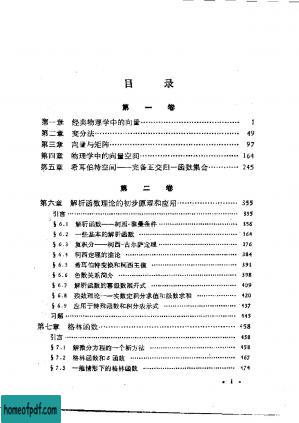 目 录
第 一 卷
第一章 经典物理学中的向量 1
第二章 变分法 49
第三章 向量与矩阵 97
第四章 物理学中的向量空间 164
第五章 希耳伯特空间——完备正交归一函数集合 245
第 二 卷
第六章 解析函数理论的初步原理和应用 355
引言 355
§6.1 解析函数——柯西-黎曼条件 356
§6.2 一些基本的解析函数 364
§6.3 复积分——柯西-古尔萨定理 376
§6.4 柯西定理的推论 384
§6.5 希耳伯特变换和柯西主值 391
§6.6 色散关系简介 398
§6.7 解析函数的幂级数展开式 409
§6.8 残数理论——实数定积分求值和级数求和 420
§6.9 应用于特殊函数和积分表示式 437
习题 445
第七章 格林函数 458
引言 458
§7.1 解微分方程的一个新方法 458
§7.2 格林函数和δ函数 467
§7.3 一般情形下的格林函数 474
· i ·
homeofpdf.com
homeofpdf.com